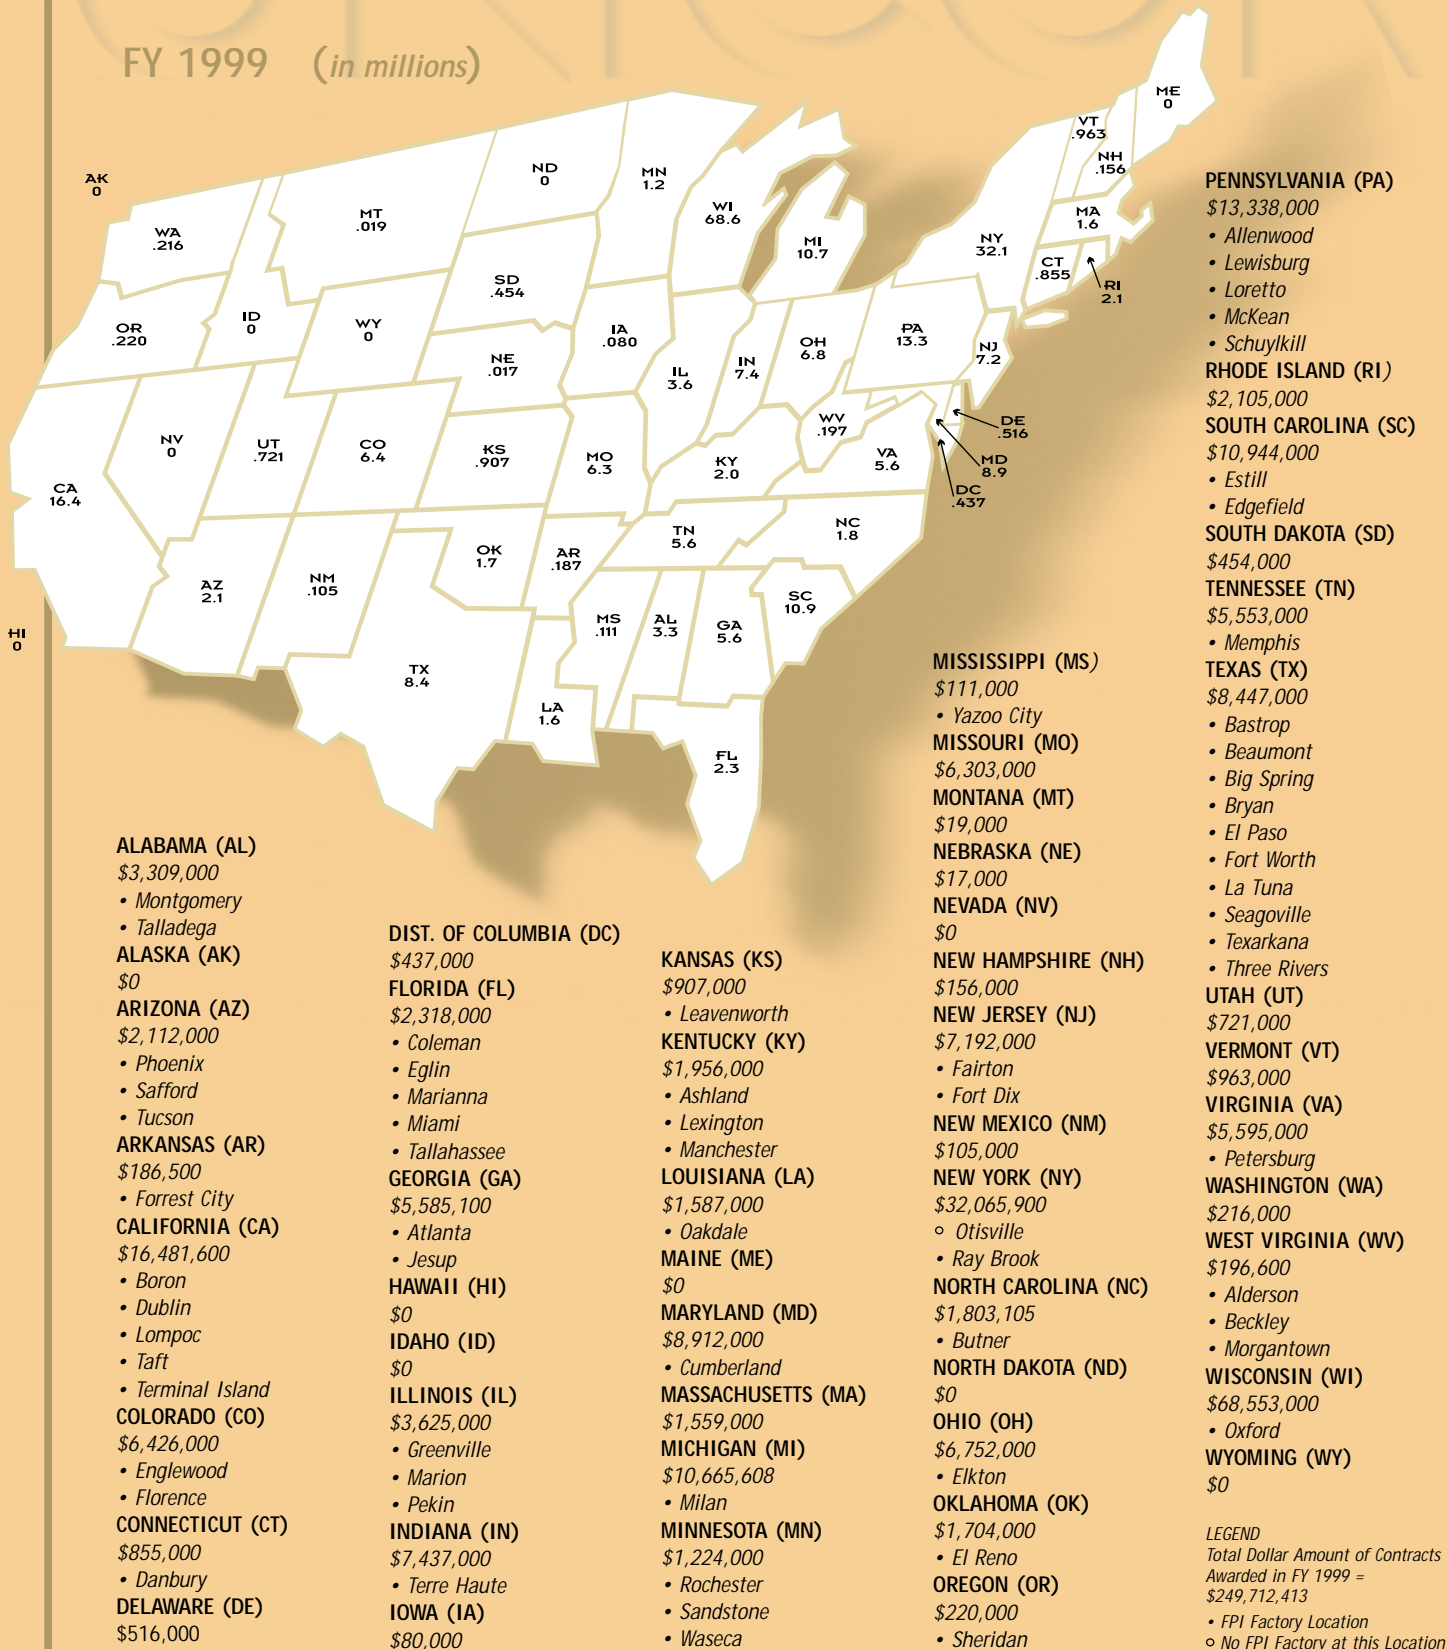 UNICOR
FY 1999 (in millions)
AK
0
WA
.216
OR
.220
ID
0
MT
.019
WY
0
ND
0
SD
.454
NE
.017
MN
1.2
IA
.080
WI
68.6
MI
10.7
IL
3.6
IN
7.4
OH
6.8
PA
13.3
NY
32.1
VT
.963
NH
.156
ME
0
MA
1.6
CT
.855
RI
2.1
NJ
7.2
DE
.516
MD
8.9
DC
.437
WV
.197
VA
5.6
KY
2.0
NC
1.8
TN
5.6
SC
10.9
GA
5.6
AL
3.3
MS
.111
FL
2.3
LA
1.6
AR
.187
MO
6.3
KS
.907
OK
1.7
TX
8.4
NM
.105
CO
6.4
UT
.721
AZ
2.1
NV
0
CA
16.4
HI
0
ALABAMA (AL)
$3,309,000
• Montgomery
• Talladega
ALASKA (AK)
$0
ARIZONA (AZ)
$2,112,000
• Phoenix
• Safford
• Tucson
ARKANSAS (AR)
$186,500
• Forrest City
CALIFORNIA (CA)
$16,481,600
• Boron
• Dublin
• Lompoc
• Taft
• Terminal Island
COLORADO (CO)
$6,426,000
• Englewood
• Florence
CONNECTICUT (CT)
$855,000
• Danbury
DELAWARE (DE)
$516,000
DIST. OF COLUMBIA (DC)
$437,000
FLORIDA (FL)
$2,318,000
• Coleman
• Eglin
• Marianna
• Miami
• Tallahassee
GEORGIA (GA)
$5,585,100
• Atlanta
• Jesup
HAWAII (HI)
$0
IDAHO (ID)
$0
ILLINOIS (IL)
$3,625,000
• Greenville
• Marion
• Pekin
INDIANA (IN)
$7,437,000
• Terre Haute
IOWA (IA)
$80,000
KANSAS (KS)
$907,000
• Leavenworth
KENTUCKY (KY)
$1,956,000
• Ashland
• Lexington
• Manchester
LOUISIANA (LA)
$1,587,000
• Oakdale
MAINE (ME)
$0
MARYLAND (MD)
$8,912,000
• Cumberland
MASSACHUSETTS (MA)
$1,559,000
MICHIGAN (MI)
$10,665,608
• Milan
MINNESOTA (MN)
$1,224,000
• Rochester
• Sandstone
• Waseca
MISSISSIPPI (MS)
$111,000
• Yazoo City
MISSOURI (MO)
$6,303,000
MONTANA (MT)
$19,000
NEBRASKA (NE)
$17,000
NEVADA (NV)
$0
NEW HAMPSHIRE (NH)
$156,000
NEW JERSEY (NJ)
$7,192,000
• Fairton
• Fort Dix
NEW MEXICO (NM)
$105,000
NEW YORK (NY)
$32,065,900
○ Otisville
• Ray Brook
NORTH CAROLINA (NC)
$1,803,105
• Butner
NORTH DAKOTA (ND)
$0
OHIO (OH)
$6,752,000
• Elkton
OKLAHOMA (OK)
$1,704,000
• El Reno
OREGON (OR)
$220,000
• Sheridan
PENNSYLVANIA (PA)
$13,338,000
• Allenwood
• Lewisburg
• Loretto
• McKean
• Schuylkill
RHODE ISLAND (RI)
$2,105,000
SOUTH CAROLINA (SC)
$10,944,000
• Estill
• Edgefield
SOUTH DAKOTA (SD)
$454,000
TENNESSEE (TN)
$5,553,000
• Memphis
TEXAS (TX)
$8,447,000
• Bastrop
• Beaumont
• Big Spring
• Bryan
• El Paso
• Fort Worth
• La Tuna
• Seagoville
• Texarkana
• Three Rivers
UTAH (UT)
$721,000
VERMONT (VT)
$963,000
VIRGINIA (VA)
$5,595,000
• Petersburg
WASHINGTON (WA)
$216,000
WEST VIRGINIA (WV)
$196,600
• Alderson
• Beckley
• Morgantown
WISCONSIN (WI)
$68,553,000
• Oxford
WYOMING (WY)
$0
LEGEND
Total Dollar Amount of Contracts
Awarded in FY 1999 =
$249,712,413
• FPI Factory Location
○ No FPI Factory at this Location